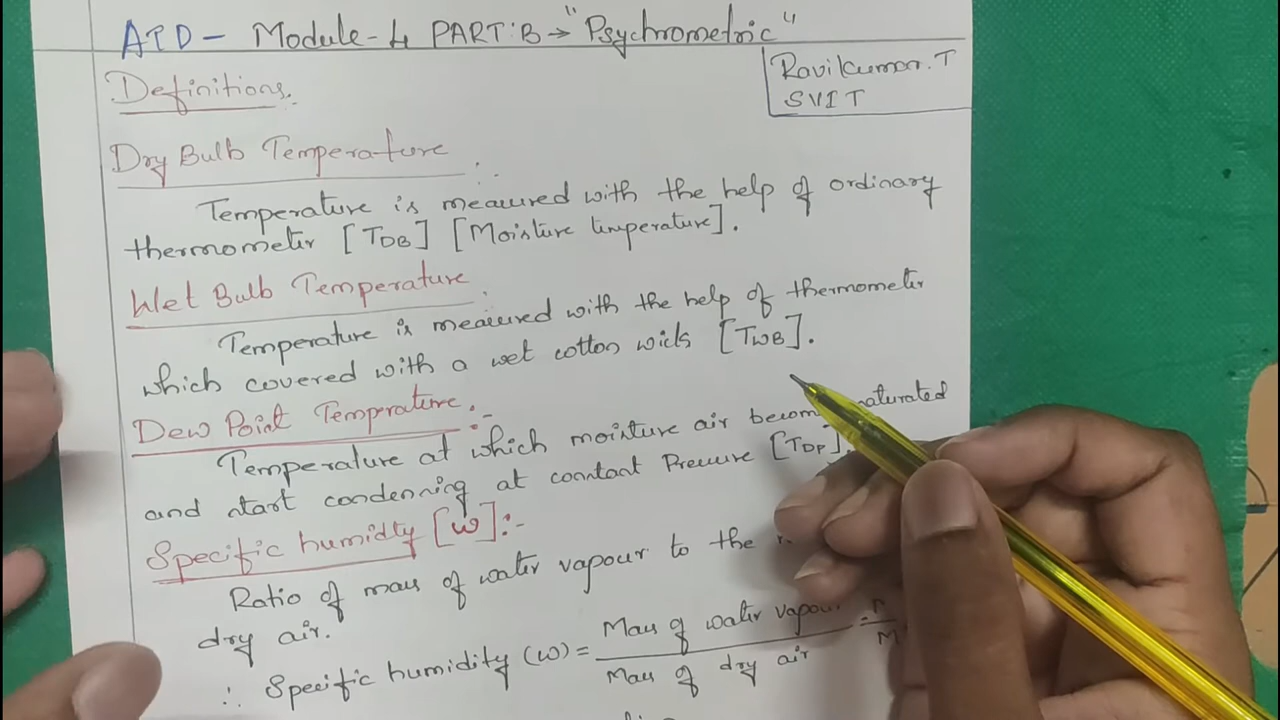 ATD - Module-4 PART:B → "Psychrometric"
Ravikumar.T
SVIT
Definitions.
Dry Bulb Temperature :
Temperature is measured with the help of ordinary
thermometer [TDB] [Moisture temperature].
Wet Bulb Temperature :
Temperature is measured with the help of thermometer
which covered with a wet cotton wicks [TWB].
Dew Point Temperature :-
Temperature at which moisture air becom saturated
and start condensing at constant Pressure [TDP].
Specific humidty [ω] :-
Ratio of mass of water vapour to the
dry air.
∴ Specific humidity (ω) = Mass of water vapour / Mass of dry air =